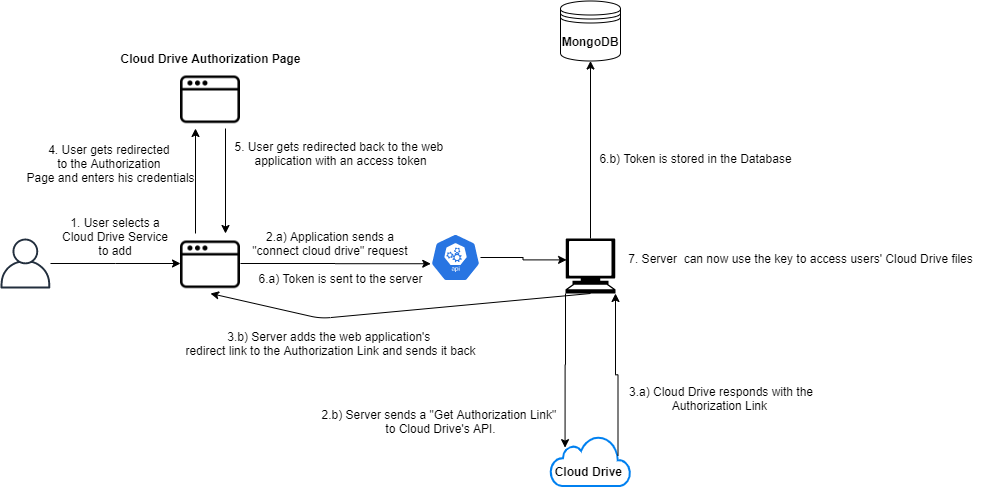 MongoDB
Cloud Drive Authorization Page
4. User gets redirected
to the Authorization
Page and enters his credentials
5. User gets redirected back to the web
application with an access token
6.b) Token is stored in the Database
1. User selects a
Cloud Drive Service
to add
2.a) Application sends a
"connect cloud drive" request
api
6.a) Token is sent to the server
7. Server can now use the key to access users' Cloud Drive files
3.b) Server adds the web application's
redirect link to the Authorization Link and sends it back
3.a) Cloud Drive responds with the
Authorization Link
2.b) Server sends a "Get Authorization Link"
to Cloud Drive's API.
Cloud Drive